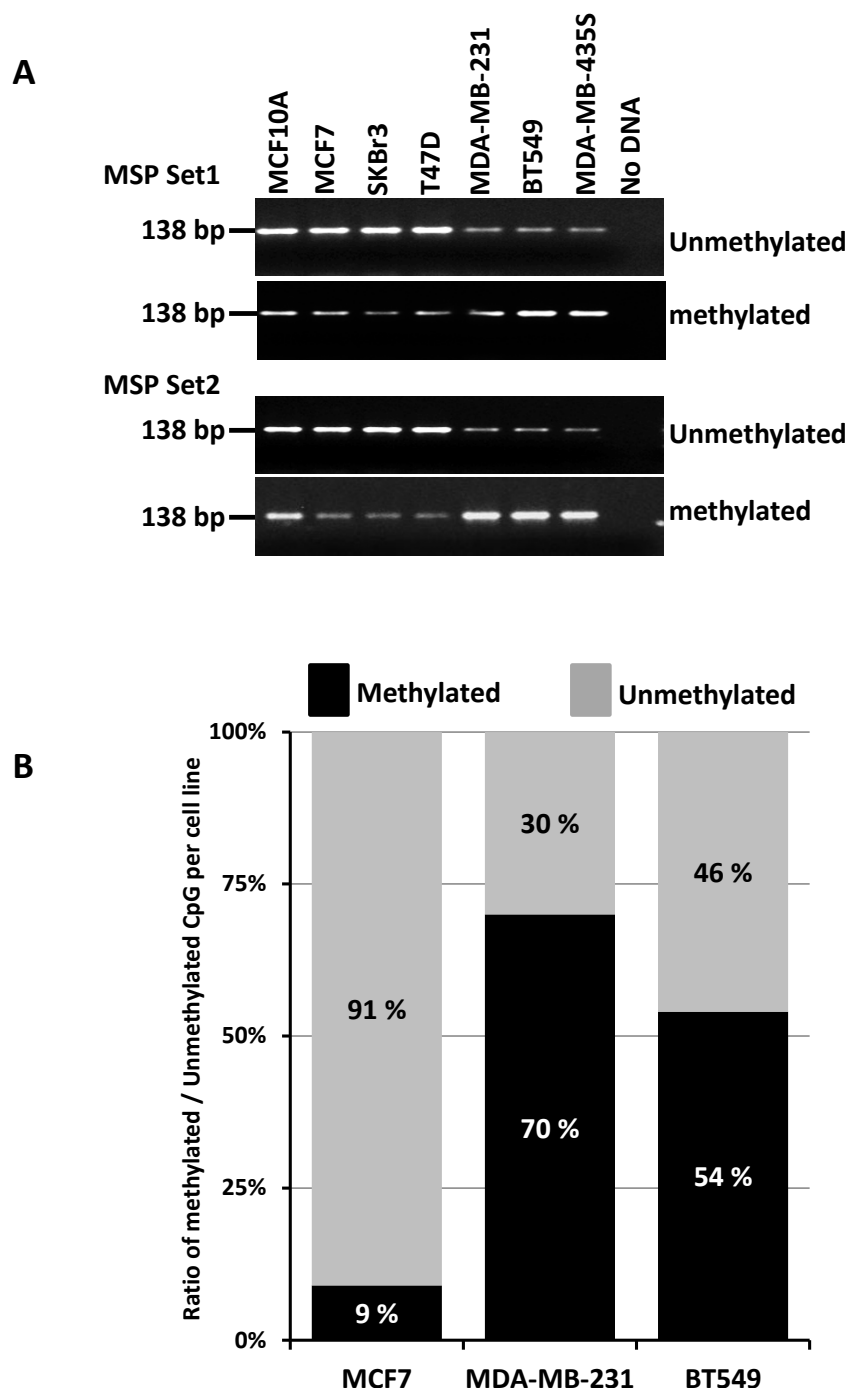 A
MCF10A
MCF7
SKBr3
T47D
MDA-MB-231
BT549
MDA-MB-435S
No DNA
MSP Set1
138 bp
Unmethylated
138 bp
methylated
MSP Set2
138 bp
Unmethylated
138 bp
methylated
B
Methylated
Unmethylated
Ratio of methylated / Unmethylated CpG per cell line
100%
75%
50%
25%
0%
91 %
9 %
30 %
70 %
46 %
54 %
MCF7
MDA-MB-231
BT549